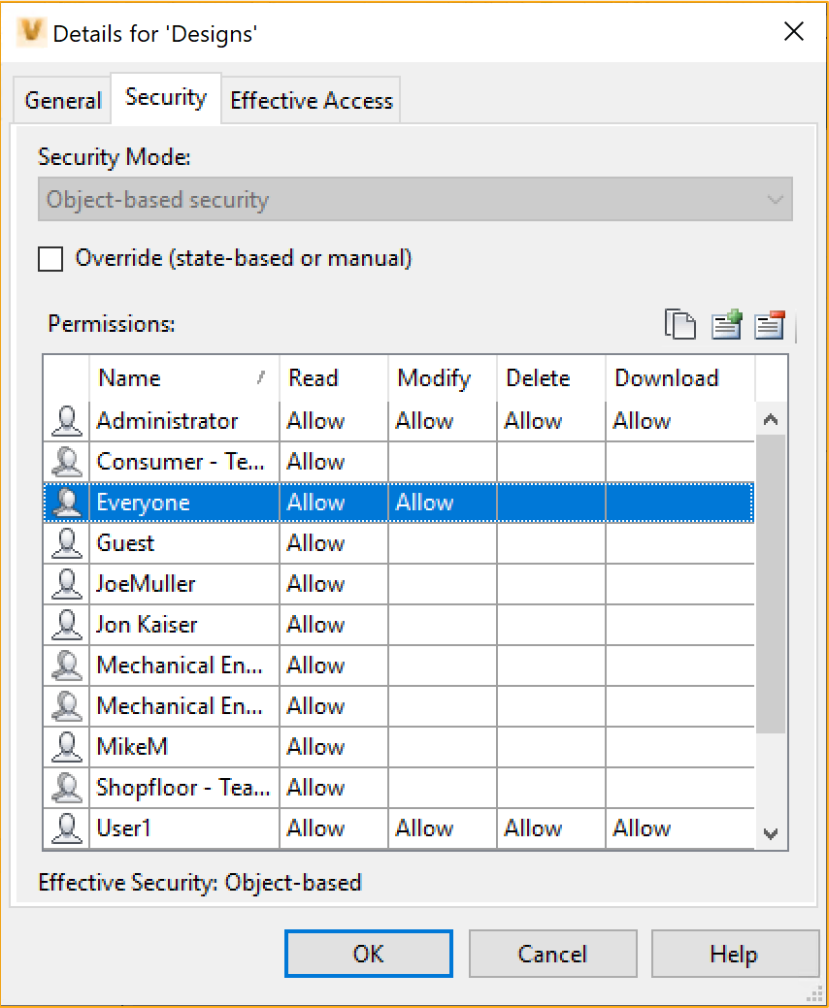 Details for 'Designs'
General Security Effective Access
Security Mode:
Object-based security
Override (state-based or manual)
Permissions:
Name Read Modify Delete Download
Administrator Allow Allow Allow Allow
Consumer - Te... Allow
Everyone Allow Allow
Guest Allow
JoeMuller Allow
Jon Kaiser Allow
Mechanical En... Allow
Mechanical En... Allow
MikeM Allow
Shopfloor - Tea... Allow
User1 Allow Allow Allow Allow
Effective Security: Object-based
OK Cancel Help